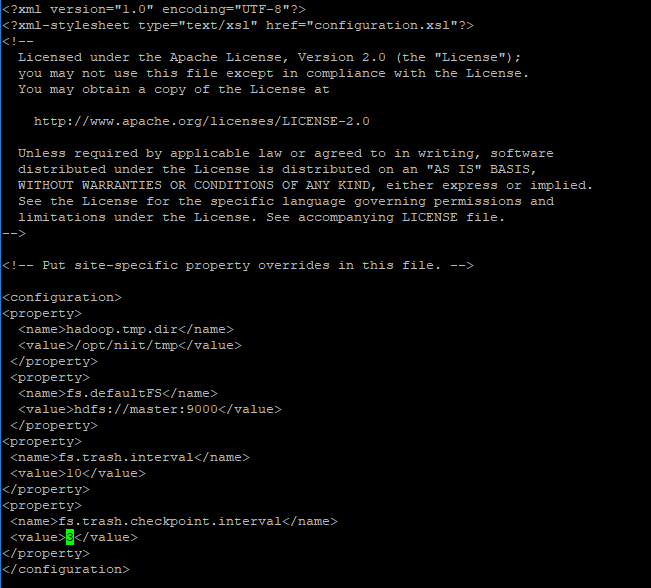 <?xml version="1.0" encoding="UTF-8"?>
<?xml-stylesheet type="text/xsl" href="configuration.xsl"?>
<!--
  Licensed under the Apache License, Version 2.0 (the "License");
  you may not use this file except in compliance with the License.
  You may obtain a copy of the License at

    http://www.apache.org/licenses/LICENSE-2.0

  Unless required by applicable law or agreed to in writing, software
  distributed under the License is distributed on an "AS IS" BASIS,
  WITHOUT WARRANTIES OR CONDITIONS OF ANY KIND, either express or implied.
  See the License for the specific language governing permissions and
  limitations under the License. See accompanying LICENSE file.
-->

<!-- Put site-specific property overrides in this file. -->

<configuration>
<property>
  <name>hadoop.tmp.dir</name>
  <value>/opt/niit/tmp</value>
 </property>
 <property>
  <name>fs.defaultFS</name>
  <value>hdfs://master:9000</value>
 </property>
<property>
 <name>fs.trash.interval</name>
 <value>10</value>
</property>
<property>
 <name>fs.trash.checkpoint.interval</name>
 <value>3</value>
</property>
</configuration>